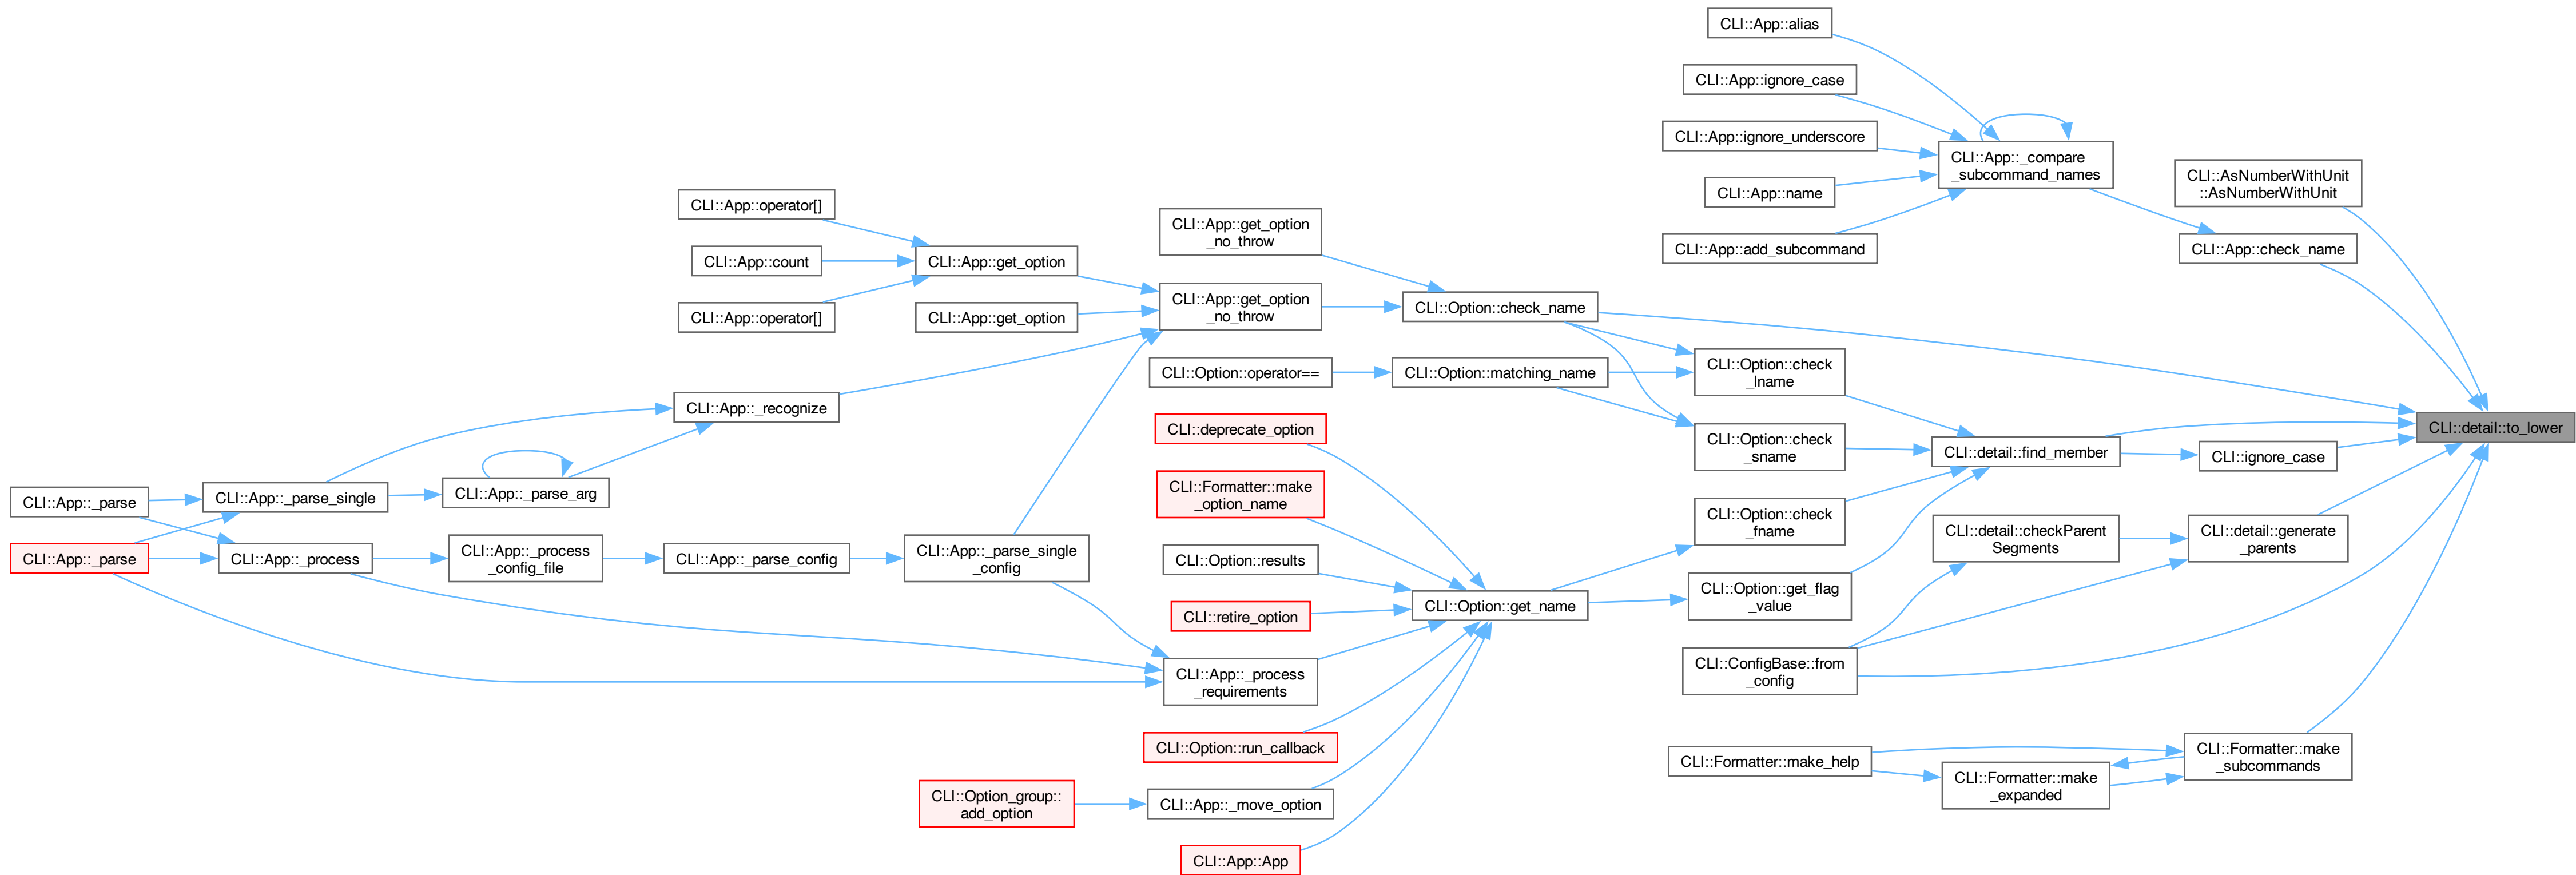 CLI::App::alias
CLI::App::ignore_case
CLI::App::ignore_underscore
CLI::App::_compare
_subcommand_names
CLI::AsNumberWithUnit
::AsNumberWithUnit
CLI::App::name
CLI::App::operator[]
CLI::App::get_option
_no_throw
CLI::App::add_subcommand
CLI::App::check_name
CLI::App::count
CLI::App::get_option
CLI::App::operator[]
CLI::App::get_option
CLI::App::get_option
_no_throw
CLI::Option::check_name
CLI::Option::operator==
CLI::Option::matching_name
CLI::Option::check
_lname
CLI::App::_recognize
CLI::deprecate_option
CLI::Option::check
_sname
CLI::detail::find_member
CLI::ignore_case
CLI::detail::to_lower
CLI::App::_parse
CLI::App::_parse_single
CLI::App::_parse_arg
CLI::Formatter::make
_option_name
CLI::Option::check
_fname
CLI::App::_parse
CLI::App::_process
CLI::App::_process
_config_file
CLI::App::_parse_config
CLI::App::_parse_single
_config
CLI::Option::results
CLI::detail::checkParent
Segments
CLI::detail::generate
_parents
CLI::retire_option
CLI::Option::get_name
CLI::Option::get_flag
_value
CLI::App::_process
_requirements
CLI::ConfigBase::from
_config
CLI::Option::run_callback
CLI::Formatter::make_help
CLI::Formatter::make
_expanded
CLI::Formatter::make
_subcommands
CLI::Option_group::
add_option
CLI::App::_move_option
CLI::App::App